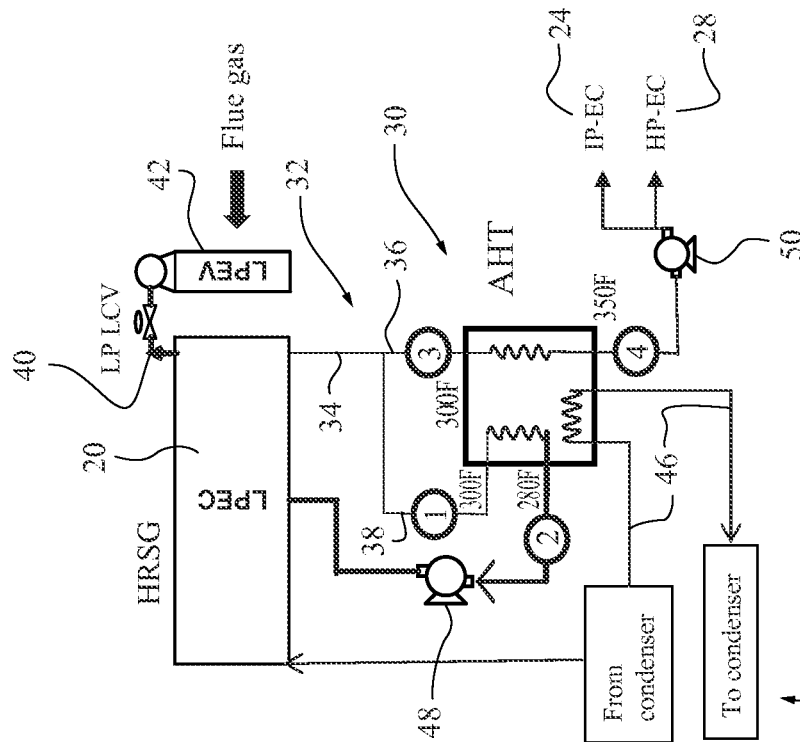 24
28
IP-EC
HP-EC
Flue gas
42
32
30
LPEV
36
AHT
50
LP LCV
350F
40
34
3
4
300F
20
LPEC
HRSG
38
1
300F
280F
2
46
48
From
condenser
To condenser